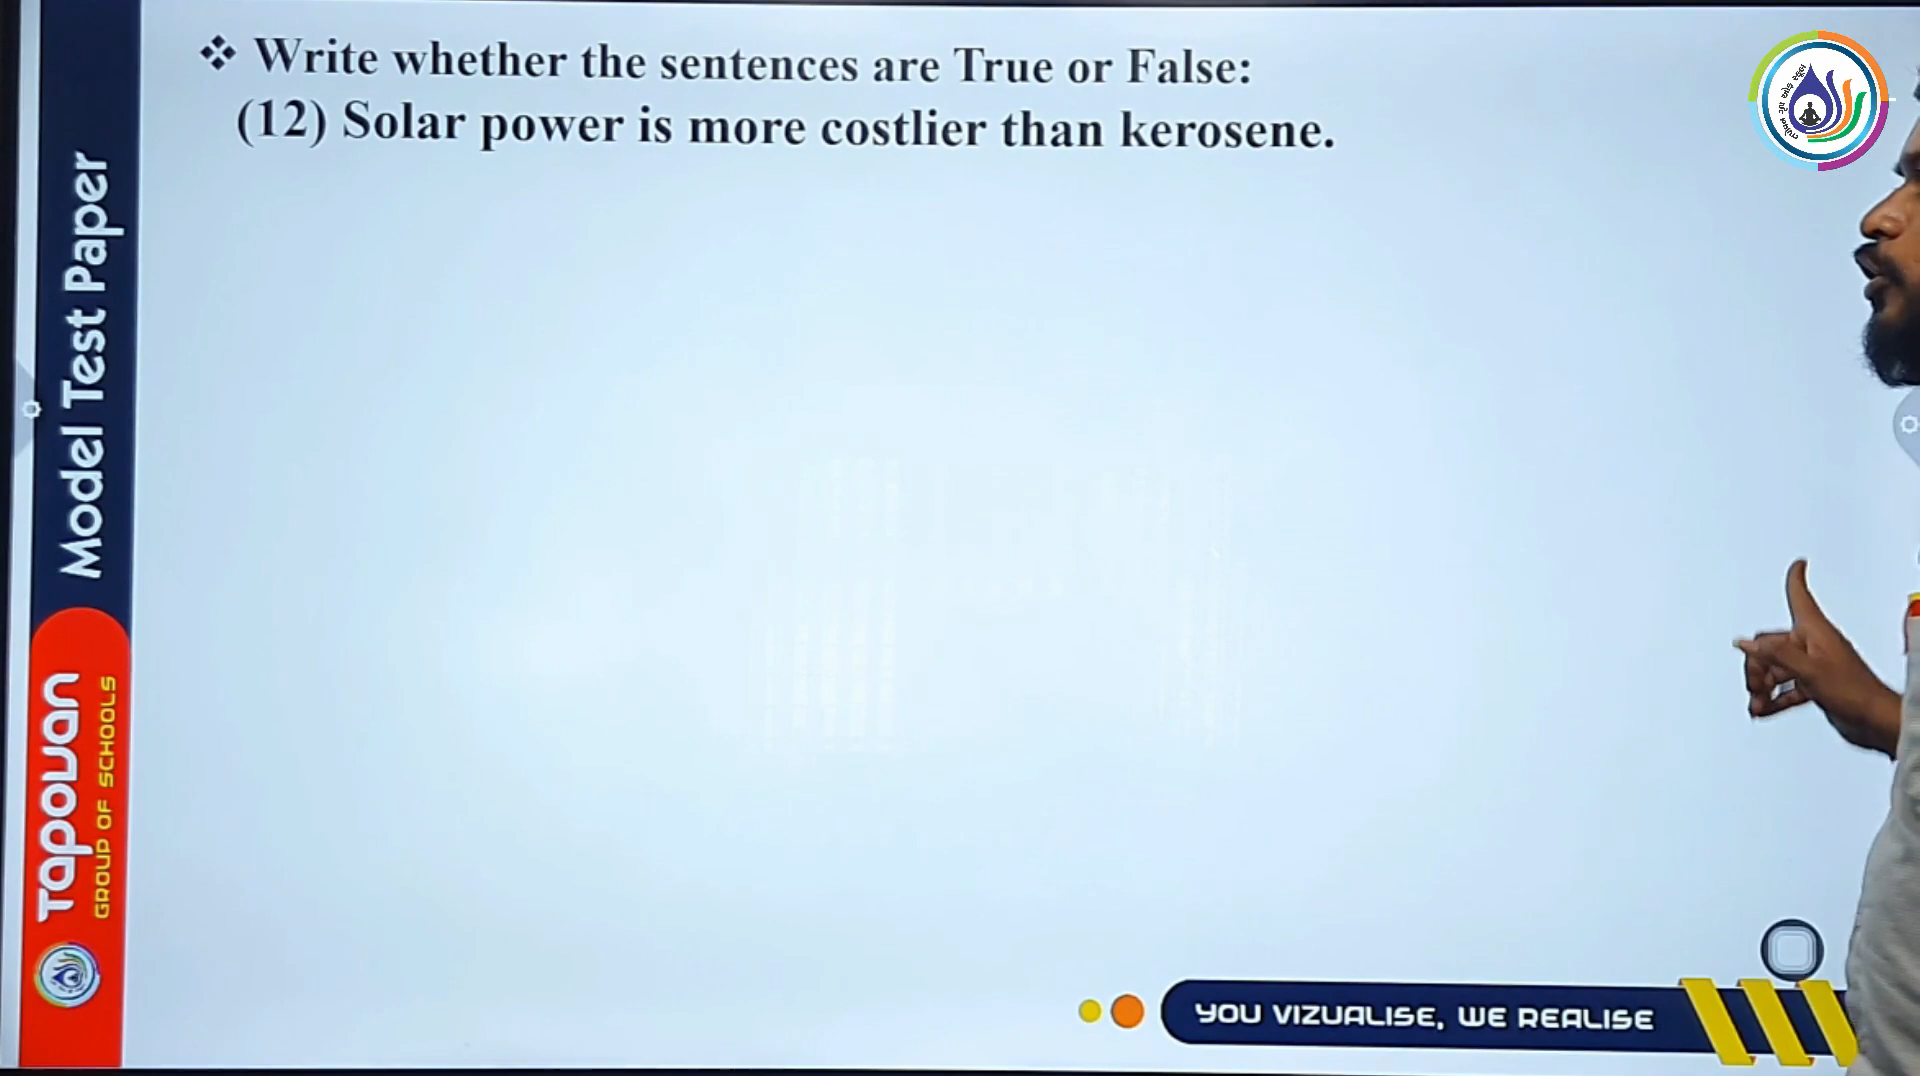 ❖ Write whether the sentences are True or False:
(12) Solar power is more costlier than kerosene.
Model Test Paper
Tapovan
GROUP OF SCHOOLS
YOU VIZUALISE, WE REALISE